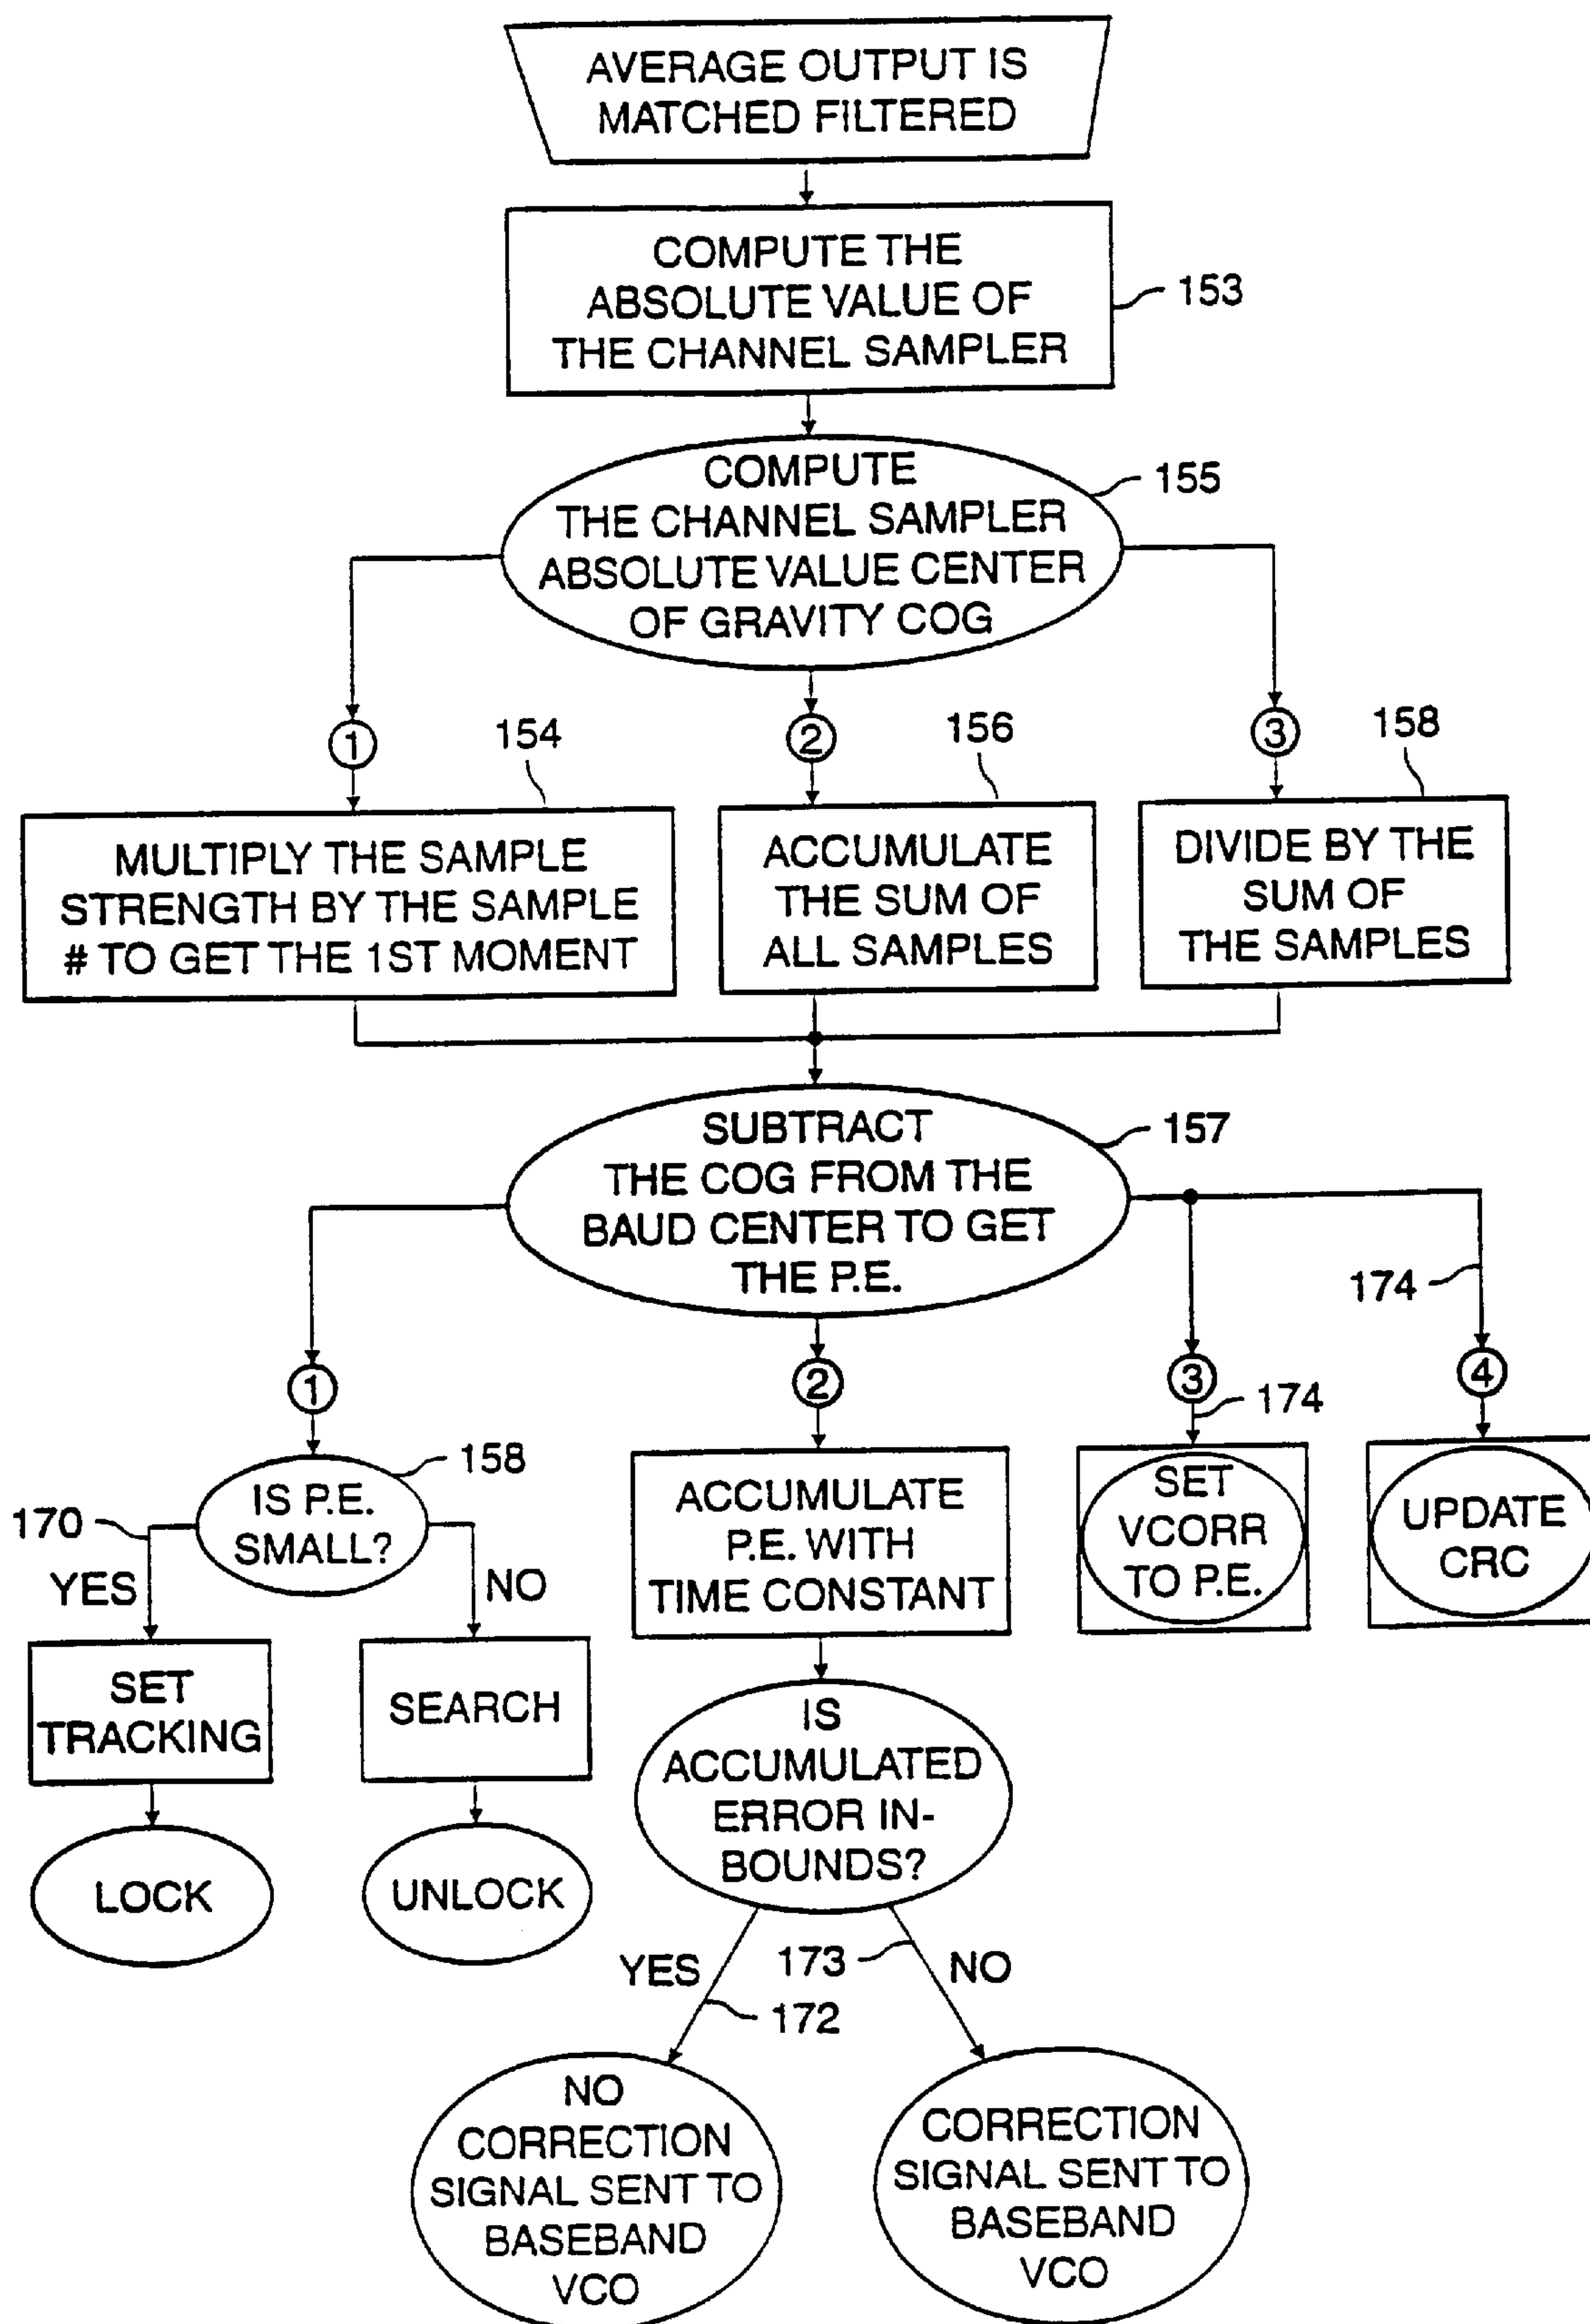 AVERAGE OUTPUT IS
MATCHED FILTERED
COMPUTE THE
ABSOLUTE VALUE OF
THE CHANNEL SAMPLER
153
COMPUTE
THE CHANNEL SAMPLER
ABSOLUTE VALUE CENTER
OF GRAVITY COG
155
1
154
2
156
3
158
MULTIPLY THE SAMPLE
STRENGTH BY THE SAMPLE
# TO GET THE 1ST MOMENT
ACCUMULATE
THE SUM OF
ALL SAMPLES
DIVIDE BY THE
SUM OF
THE SAMPLES
SUBTRACT
THE COG FROM THE
BAUD CENTER TO GET
THE P.E.
157
174
1
2
3
174
4
IS P.E.
SMALL?
158
170
YES
NO
ACCUMULATE
P.E. WITH
TIME CONSTANT
SET
VCORR
TO P.E.
UPDATE
CRC
SET
TRACKING
SEARCH
LOCK
UNLOCK
IS
ACCUMULATED
ERROR IN-
BOUNDS?
YES
172
173
NO
NO
CORRECTION
SIGNAL SENT TO
BASEBAND
VCO
CORRECTION
SIGNAL SENT TO
BASEBAND
VCO